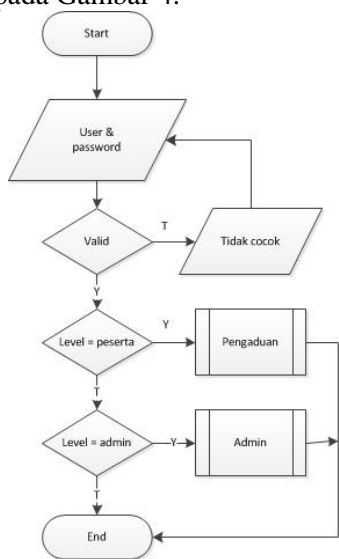 pada Gambar 4.
Start
User &
password
Valid
T
Tidak cocok
Y
Level = peserta
Y
Pengaduan
T
Level = admin
Y
Admin
T
End